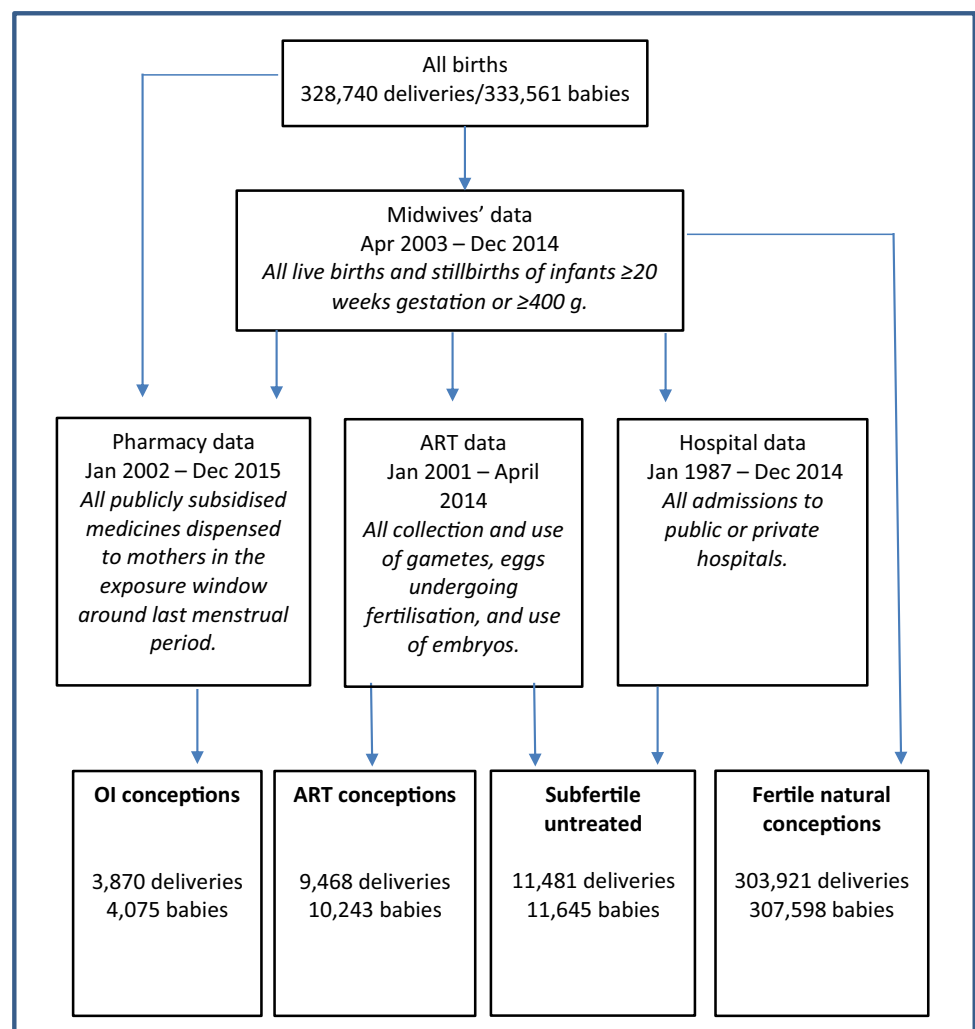 All births
328,740 deliveries/333,561 babies
Midwives’ data
Apr 2003 – Dec 2014
All live births and stillbirths of infants ≥20
weeks gestation or ≥400 g.
Pharmacy data
Jan 2002 – Dec 2015
All publicly subsidised
medicines dispensed
to mothers in the
exposure window
around last menstrual
period.
ART data
Jan 2001 – April
2014
All collection and use
of gametes, eggs
undergoing
fertilisation, and use
of embryos.
Hospital data
Jan 1987 – Dec 2014
All admissions to
public or private
hospitals.
OI conceptions
3,870 deliveries
4,075 babies
ART conceptions
9,468 deliveries
10,243 babies
Subfertile
untreated
11,481 deliveries
11,645 babies
Fertile natural
conceptions
303,921 deliveries
307,598 babies